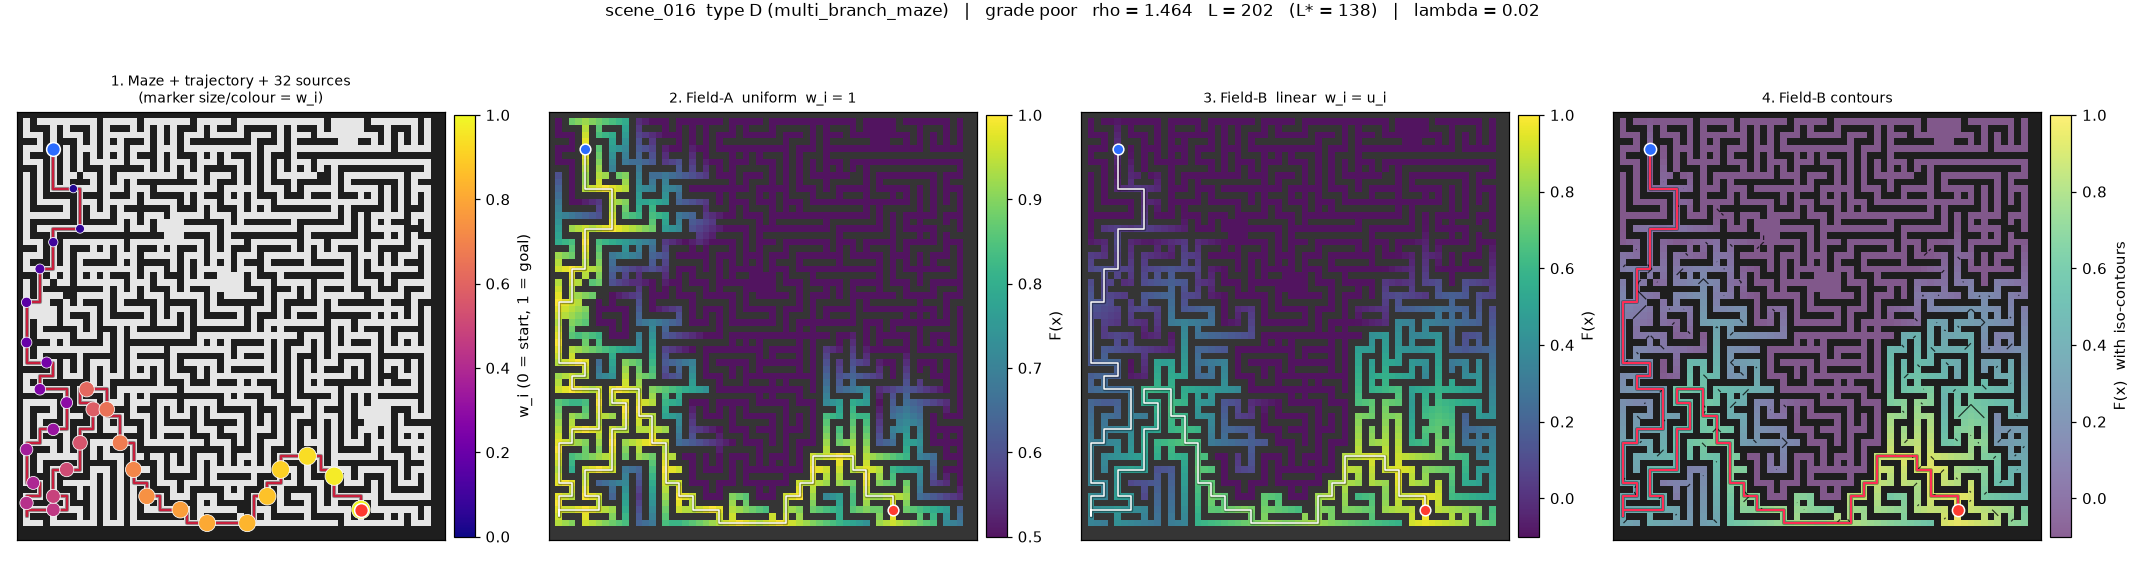 scene_016  type D (multi_branch_maze)   |   grade poor   rho = 1.464   L = 202   (L* = 138)   |   lambda = 0.02
1. Maze + trajectory + 32 sources
(marker size/colour = w_i)
1.0
0.8
0.6
0.4
0.2
0.0
w_i (0 = start, 1 = goal)
2. Field-A  uniform  w_i = 1
1.0
0.9
0.8
0.7
0.6
0.5
F(x)
3. Field-B  linear  w_i = u_i
1.0
0.8
0.6
0.4
0.2
0.0
F(x)
4. Field-B contours
1.0
0.8
0.6
0.4
0.2
0.0
F(x)   with iso-contours